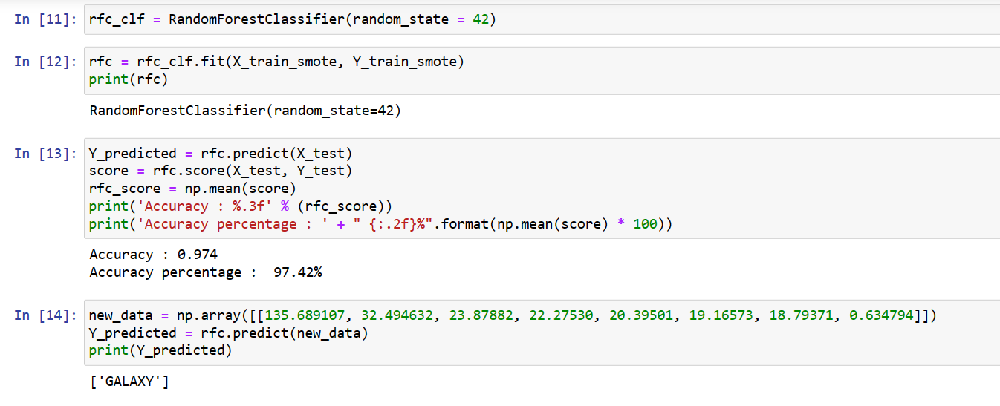 In [11]: rfc_clf = RandomForestClassifier(random_state = 42)
In [12]: rfc = rfc_clf.fit(X_train_smote, Y_train_smote)
print(rfc)
RandomForestClassifier(random_state=42)
In [13]: Y_predicted = rfc.predict(X_test)
score = rfc.score(X_test, Y_test)
rfc_score = np.mean(score)
print('Accuracy : %.3f' % (rfc_score))
print('Accuracy percentage : ' + " {:.2f}%".format(np.mean(score) * 100))
Accuracy : 0.974
Accuracy percentage :  97.42%
In [14]: new_data = np.array([[135.689107, 32.494632, 23.87882, 22.27530, 20.39501, 19.16573, 18.79371, 0.634794]])
Y_predicted = rfc.predict(new_data)
print(Y_predicted)
['GALAXY']